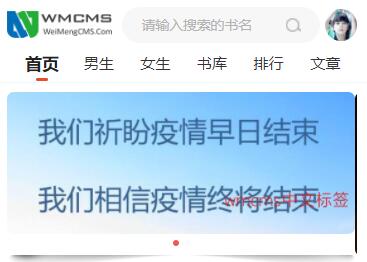 WMCMS
WeiMengCMS.Com
请输入搜索的书名
首页 男生 女生 书库 排行 文章
我们祈盼疫情早日结束
我们相信疫情终将结束
wmcms中文标签